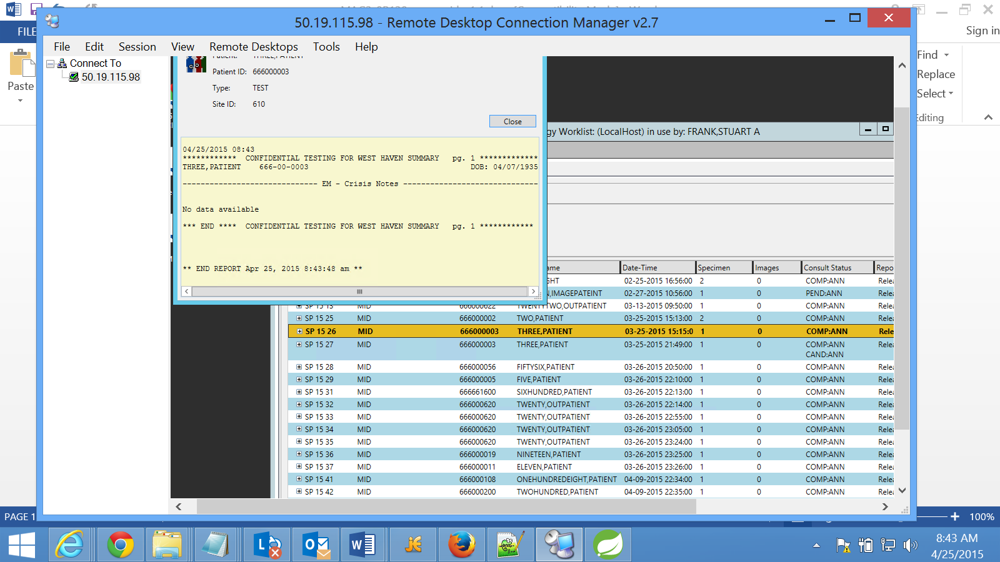 50.19.115.98 - Remote Desktop Connection Manager v2.7
FILE
Sign in
File Edit Session View Remote Desktops Tools Help
Paste
Find
Replace
Select
Editing
Connect To
50.19.115.98
Patient: THREE,PATIENT
Patient ID: 666000003
Type: TEST
Site ID: 610
Close
gy Worklist: (LocalHost) in use by: FRANK,STUART A
04/25/2015 08:43
************ CONFIDENTIAL TESTING FOR WEST HAVEN SUMMARY pg. 1 *************
THREE,PATIENT 666-00-0003 DOB: 04/07/1935
------------------------------ EM - Crisis Notes ------------------------------
No data available
*** END **** CONFIDENTIAL TESTING FOR WEST HAVEN SUMMARY pg. 1 ************
** END REPORT Apr 25, 2015 8:43:48 am **
ame Date-Time Specimen Images Consult Status Repo
GHT 02-25-2015 16:56:00 2 0 COMP:ANN Relea
N,IMAGEPATEINT 02-27-2015 10:56:00 1 0 PEND:ANN Relea
SP 15 13 MID 666000622 TWENTYTWO,OUTPATIENT 03-13-2015 09:50:00 1 0 COMP:ANN Relea
SP 15 25 MID 666000002 TWO,PATIENT 03-25-2015 15:13:00 2 0 COMP:ANN Relea
SP 15 26 MID 666000003 THREE,PATIENT 03-25-2015 15:15:0 1 0 COMP:ANN Rele
SP 15 27 MID 666000003 THREE,PATIENT 03-25-2015 21:49:00 1 0 COMP:ANN Relea
CAND:ANN
SP 15 28 MID 666000056 FIFTYSIX,PATIENT 03-26-2015 20:50:00 1 0 COMP:ANN Relea
SP 15 29 MID 666000005 FIVE,PATIENT 03-26-2015 22:10:00 1 0 COMP:ANN Relea
SP 15 31 MID 666661600 SIXHUNDRED,PATIENT 03-26-2015 22:13:00 1 0 COMP:ANN Relea
SP 15 32 MID 666000620 TWENTY,OUTPATIENT 03-26-2015 22:14:00 1 0 COMP:ANN Relea
SP 15 33 MID 666000620 TWENTY,OUTPATIENT 03-26-2015 22:55:00 1 0 COMP:ANN Relea
SP 15 34 MID 666000620 TWENTY,OUTPATIENT 03-26-2015 23:05:00 1 0 COMP:ANN Relea
SP 15 35 MID 666000620 TWENTY,OUTPATIENT 03-26-2015 23:24:00 1 0 COMP:ANN Relea
SP 15 36 MID 666000019 NINETEEN,PATIENT 03-26-2015 23:25:00 1 0 COMP:ANN Relea
SP 15 37 MID 666000011 ELEVEN,PATIENT 03-26-2015 23:26:00 1 0 COMP:ANN Relea
SP 15 41 MID 666000108 ONEHUNDREDEIGHT,PATIENT 04-09-2015 22:34:00 1 0 COMP:ANN Relea
SP 15 42 MID 666000200 TWOHUNDRED,PATIENT 04-09-2015 22:35:00 1 0 COMP:ANN Relea
PAGE 1
100%
8:43 AM
4/25/2015